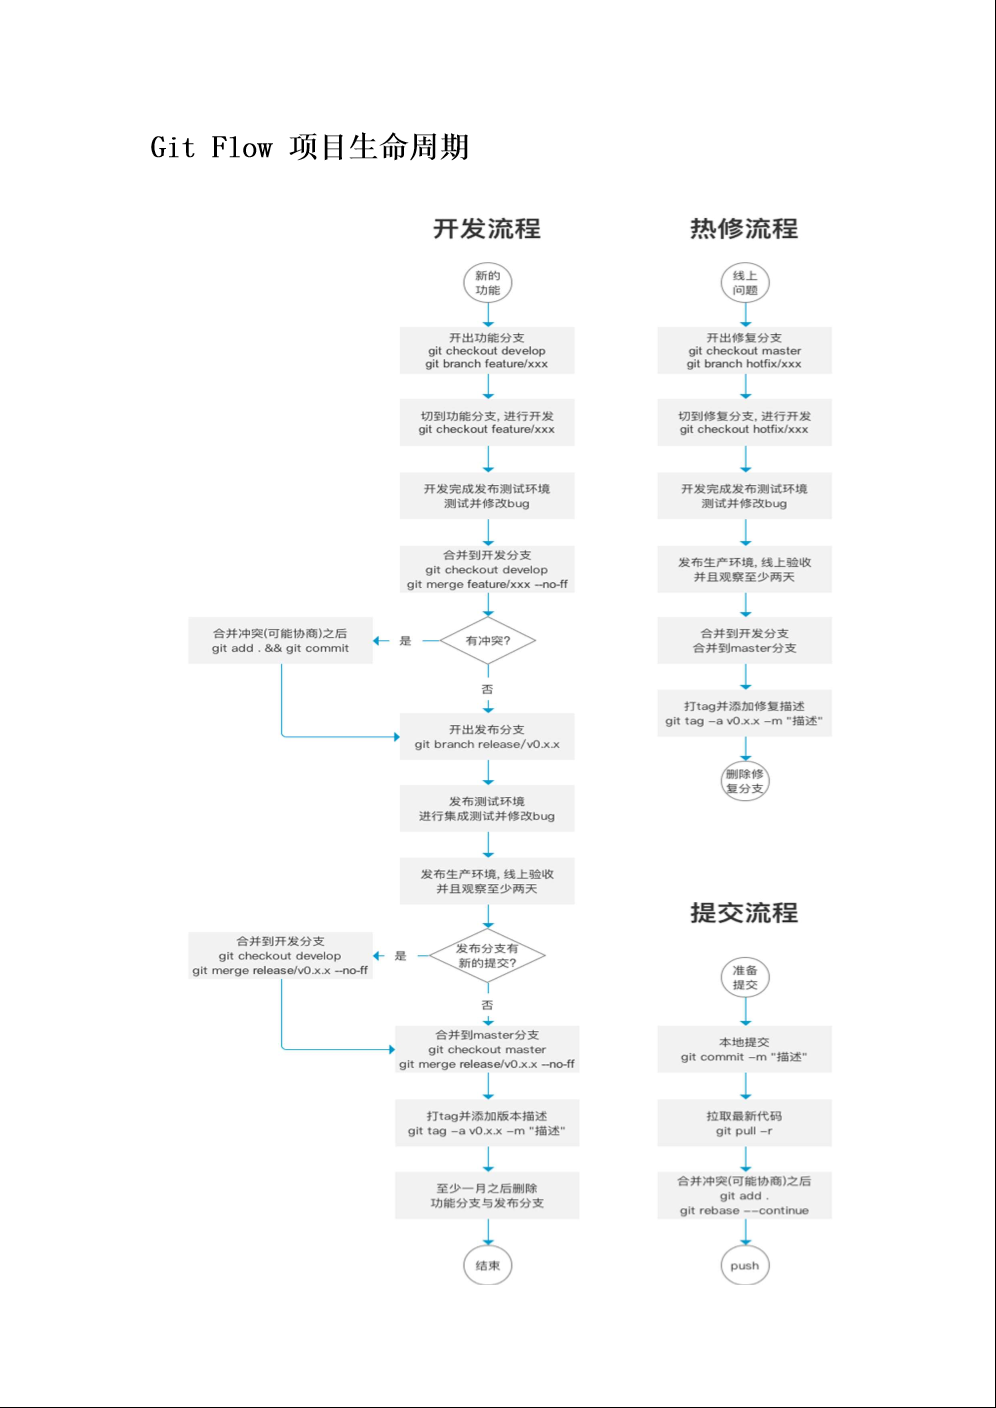 Git Flow 项目生命周期
开发流程
新的
功能
开出功能分支
git checkout develop
git branch feature/xxx
切到功能分支, 进行开发
git checkout feature/xxx
开发完成发布测试环境
测试并修改bug
合并到开发分支
git checkout develop
git merge feature/xxx --no-ff
有冲突?
是
合并冲突(可能协商)之后
git add . && git commit
否
开出发布分支
git branch release/v0.x.x
发布测试环境
进行集成测试并修改bug
发布生产环境, 线上验收
并且观察至少两天
发布分支有
新的提交?
是
合并到开发分支
git checkout develop
git merge release/v0.x.x --no-ff
否
合并到master分支
git checkout master
git merge release/v0.x.x --no-ff
打tag并添加版本描述
git tag -a v0.x.x -m "描述"
至少一月之后删除
功能分支与发布分支
结束
热修流程
线上
问题
开出修复分支
git checkout master
git branch hotfix/xxx
切到修复分支, 进行开发
git checkout hotfix/xxx
开发完成发布测试环境
测试并修改bug
发布生产环境, 线上验收
并且观察至少两天
合并到开发分支
合并到master分支
打tag并添加修复描述
git tag -a v0.x.x -m "描述"
删除修
复分支
提交流程
准备
提交
本地提交
git commit -m "描述"
拉取最新代码
git pull -r
合并冲突(可能协商)之后
git add .
git rebase --continue
push